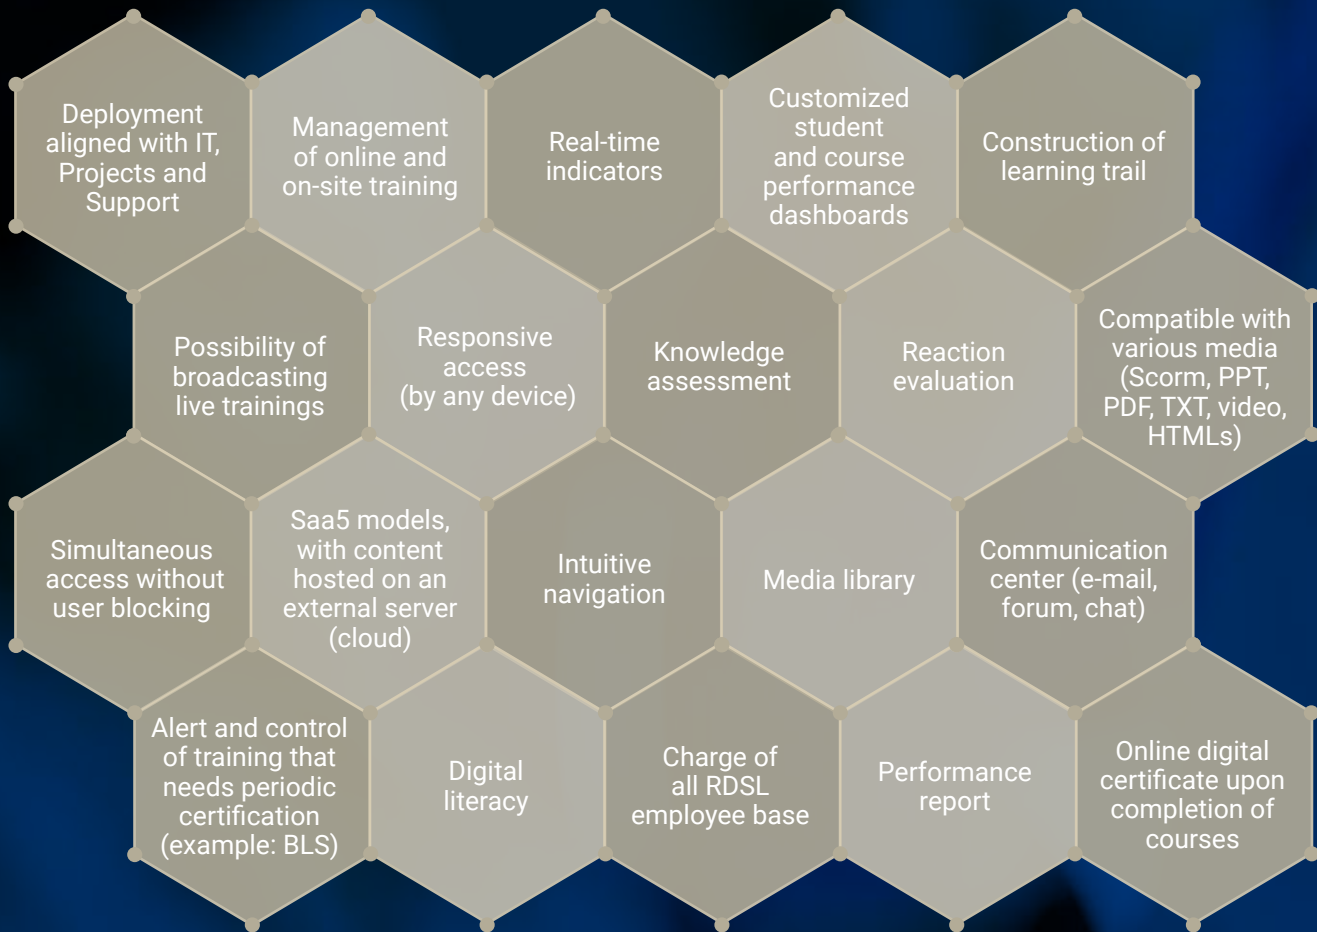 Deployment
aligned with IT,
Projects and
Support
Management
of online and
on-site training
Real-time
indicators
Customized
student
and course
performance
dashboards
Construction of
learning trail
Possibility of
broadcasting
live trainings
Responsive
access
(by any device)
Knowledge
assessment
Reaction
evaluation
Compatible with
various media
(Scorm, PPT,
PDF, TXT, video,
HTMLs)
Simultaneous
access without
user blocking
Saa5 models,
with content
hosted on an
external server
(cloud)
Intuitive
navigation
Media library
Communication
center (e-mail,
forum, chat)
Alert and control
of training that
needs periodic
certification
(example: BLS)
Digital
literacy
Charge of
all RDSL
employee base
Performance
report
Online digital
certificate upon
completion of
courses